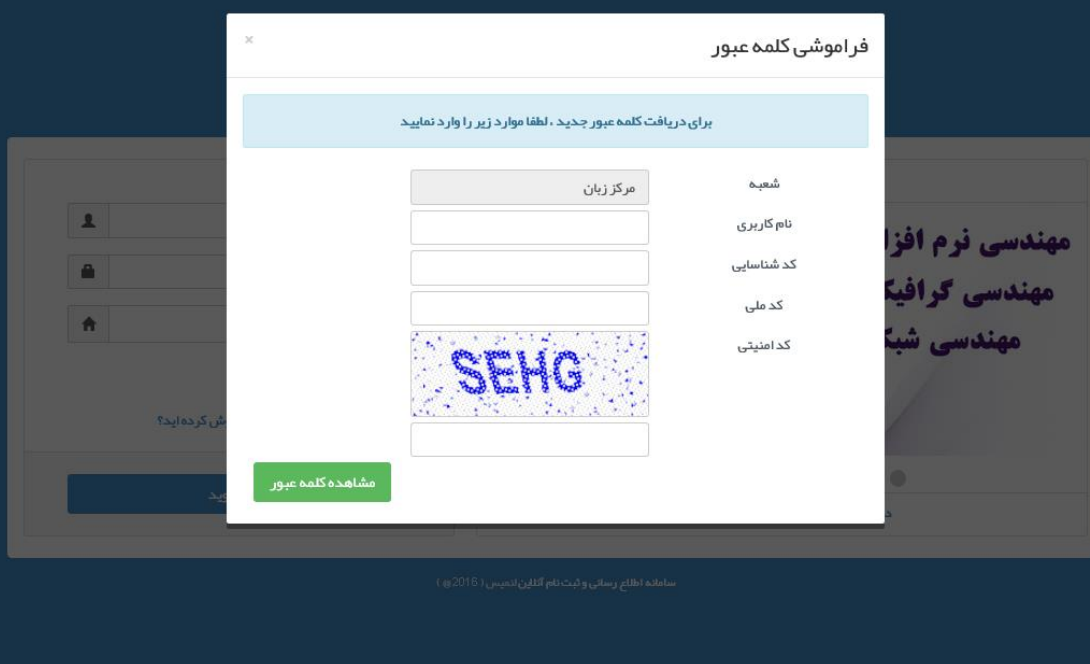 فراموشی کلمه عبور
×
برای دریافت کلمه عبور جدید ، لطفا موارد زیر را وارد نمایید
شعبه
مرکز زبان
نام کاربری
کد شناسایی
کد ملی
کد امنیتی
SEHG
مشاهده کلمه عبور
مهندسی نرم افزا
مهندسی گرافیک
مهندسی شبک
ش کرده اید؟
وید
د
سامانه اطلاع رسانی و ثبت نام آنلاین
( 2016@ )